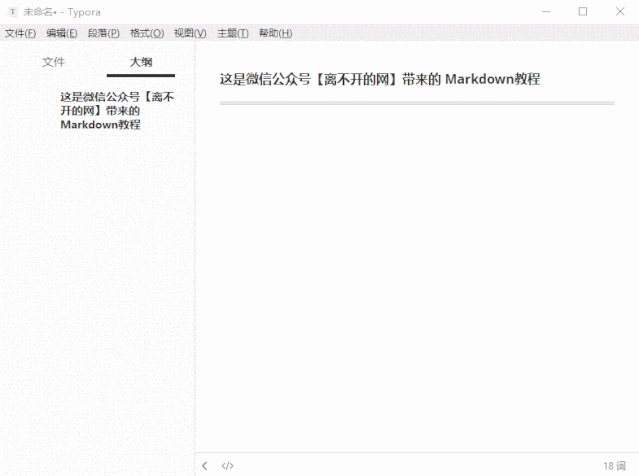 未命名• - Typora
文件(F) 编辑(E) 段落(P) 格式(O) 视图(V) 主题(T) 帮助(H)
文件 大纲
这是微信公众号【离不
开的网】带来的
Markdown教程
这是微信公众号【离不开的网】带来的 Markdown教程
18 词